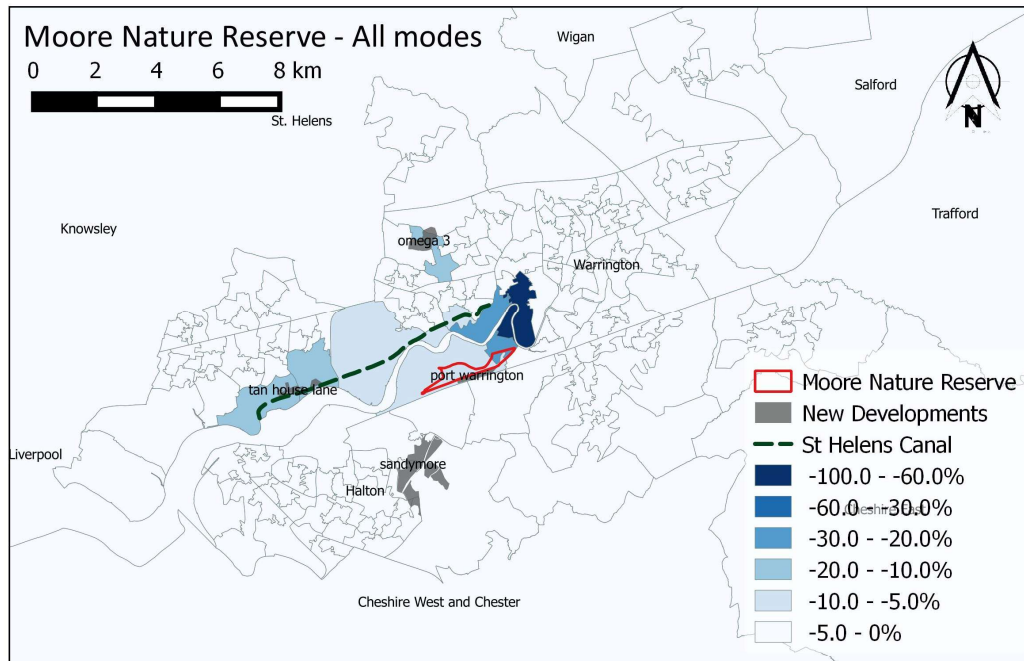 Moore Nature Reserve - All modes
0 2 4 6 8 km
Wigan
Salford
St. Helens
N
Knowsley
Trafford
omega 3
Warrington
port warrington
tan house lane
Liverpool
sandymore
Halton
Cheshire West and Chester
Moore Nature Reserve
New Developments
St Helens Canal
-100.0 - -60.0%
-60.0 - -30.0%
Cheshire East
-30.0 - -20.0%
-20.0 - -10.0%
-10.0 - -5.0%
-5.0 - 0%